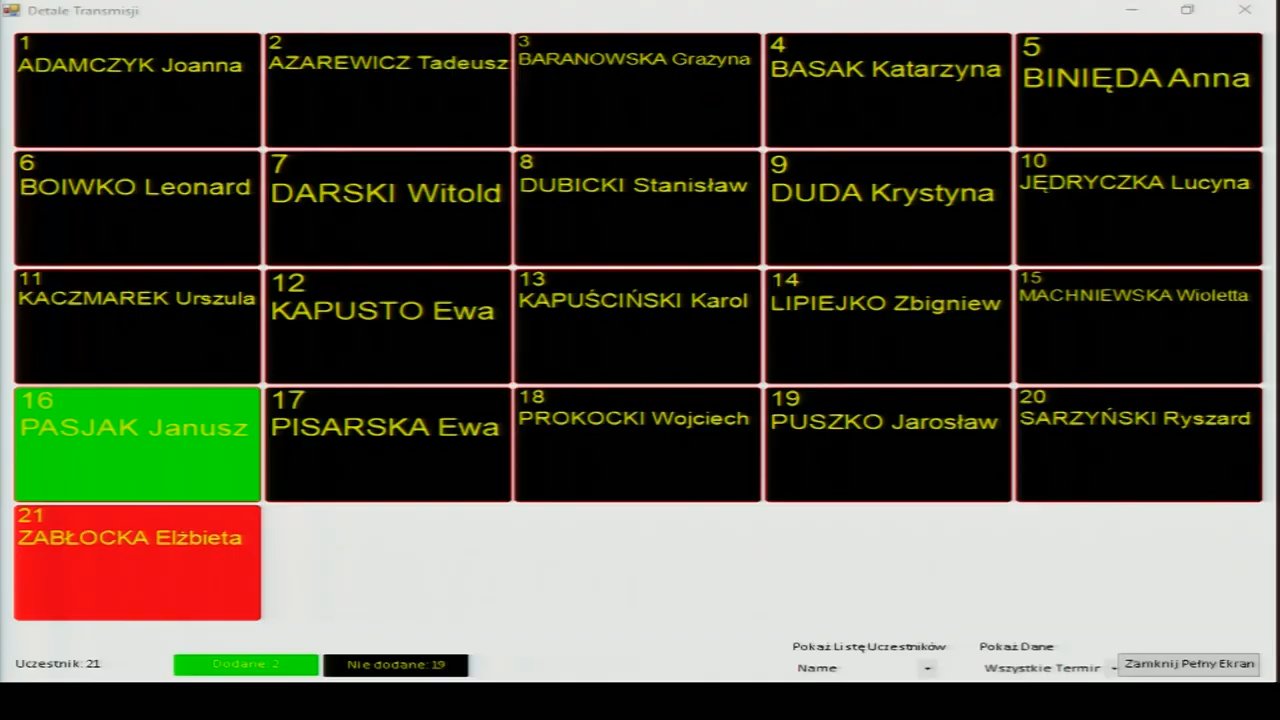 Detale Transmisji
1
ADAMCZYK Joanna
2
AZAREWICZ Tadeusz
3
BARANOWSKA Grażyna
4
BASAK Katarzyna
5
BINIĘDA Anna
6
BOIWKO Leonard
7
DARSKI Witold
8
DUBICKI Stanisław
9
DUDA Krystyna
10
JĘDRYCZKA Lucyna
11
KACZMAREK Urszula
12
KAPUSTO Ewa
13
KAPUŚCIŃSKI Karol
14
LIPIEJKO Zbigniew
15
MACHNIEWSKA Wioletta
16
PASJAK Janusz
17
PISARSKA Ewa
18
PROKOCKI Wojciech
19
PUSZKO Jarosław
20
SARZYŃSKI Ryszard
21
ZABŁOCKA Elżbieta
Pokaż Listę Uczestników
Pokaż Dane
Uczestnik: 21
Dodane: 2
Nie dodane: 19
Name
Wszystkie Termir
Zamknij Pełny Ekran